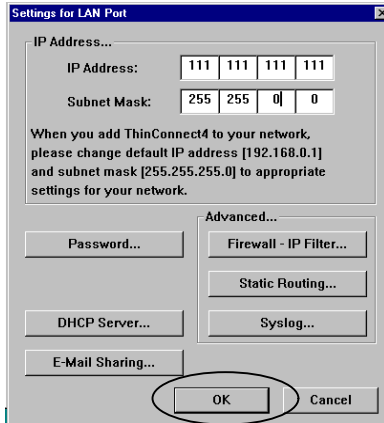 Settings for LAN Port
IP Address...
IP Address: 111 111 111 111
Subnet Mask: 255 255 0 0
When you add ThinConnect4 to your network,
please change default IP address [192.168.0.1]
and subnet mask [255.255.255.0] to appropriate
settings for your network.
Advanced...
Password... Firewall - IP Filter...
Static Routing...
DHCP Server... Syslog...
E-Mail Sharing...
OK Cancel